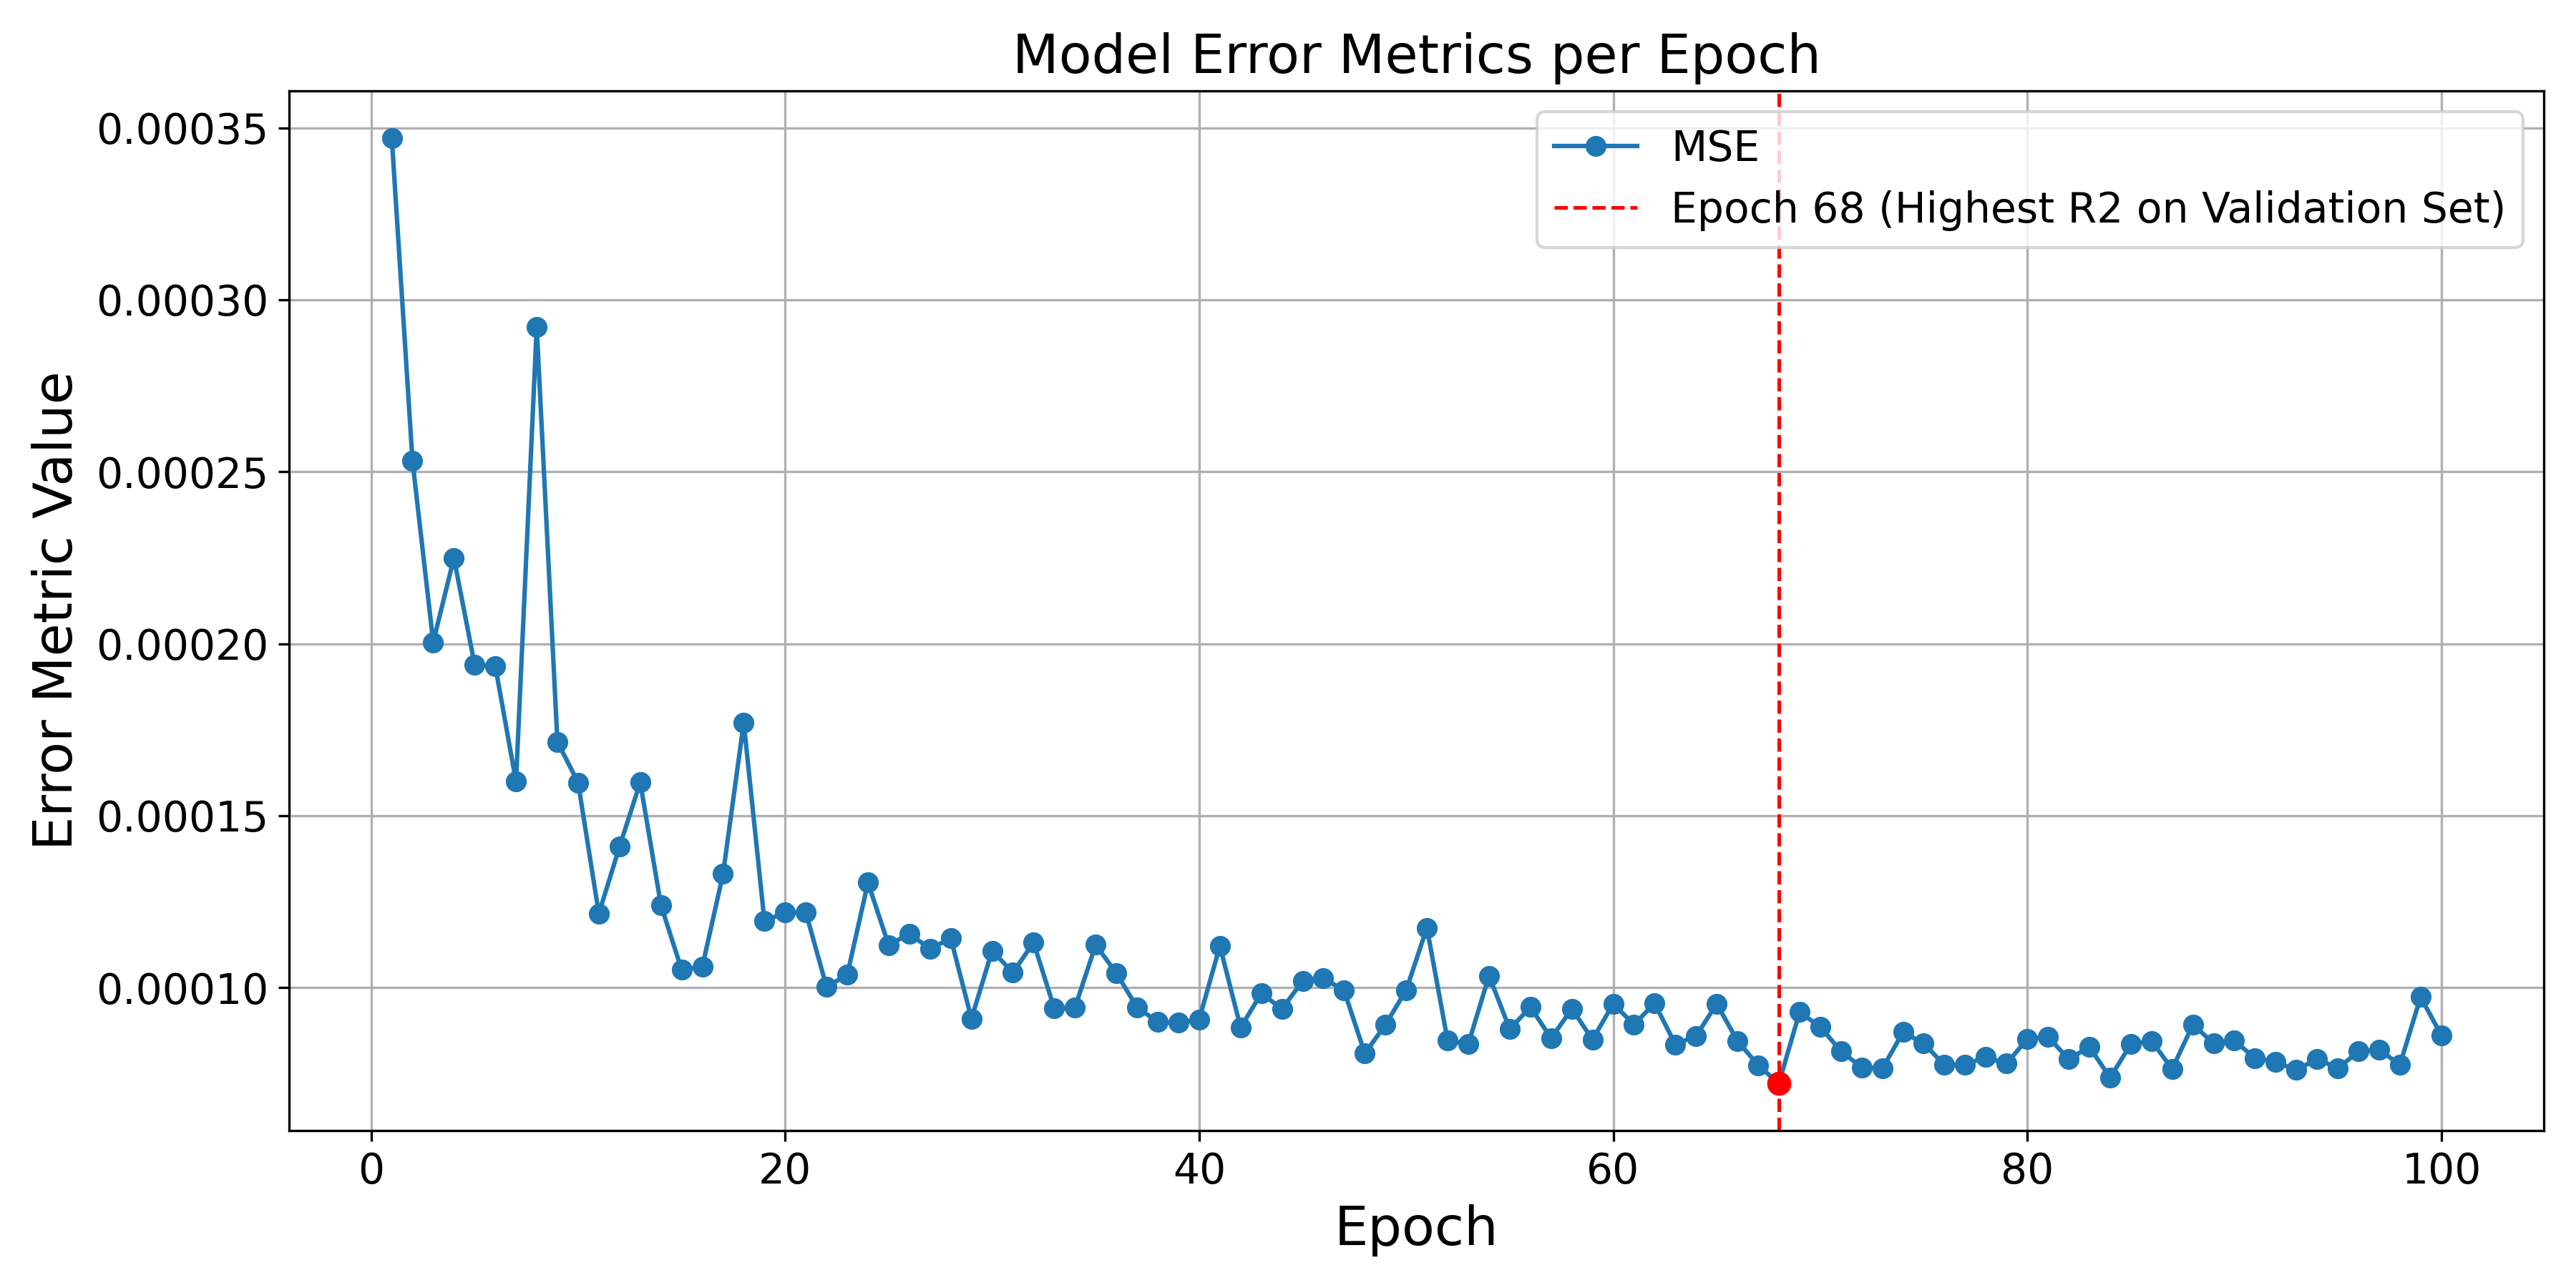 Model Error Metrics per Epoch
0.00035
0.00030
0.00025
0.00020
0.00015
0.00010
Error Metric Value
MSE
Epoch 68 (Highest R2 on Validation Set)
0 20 40 60 80 100
Epoch